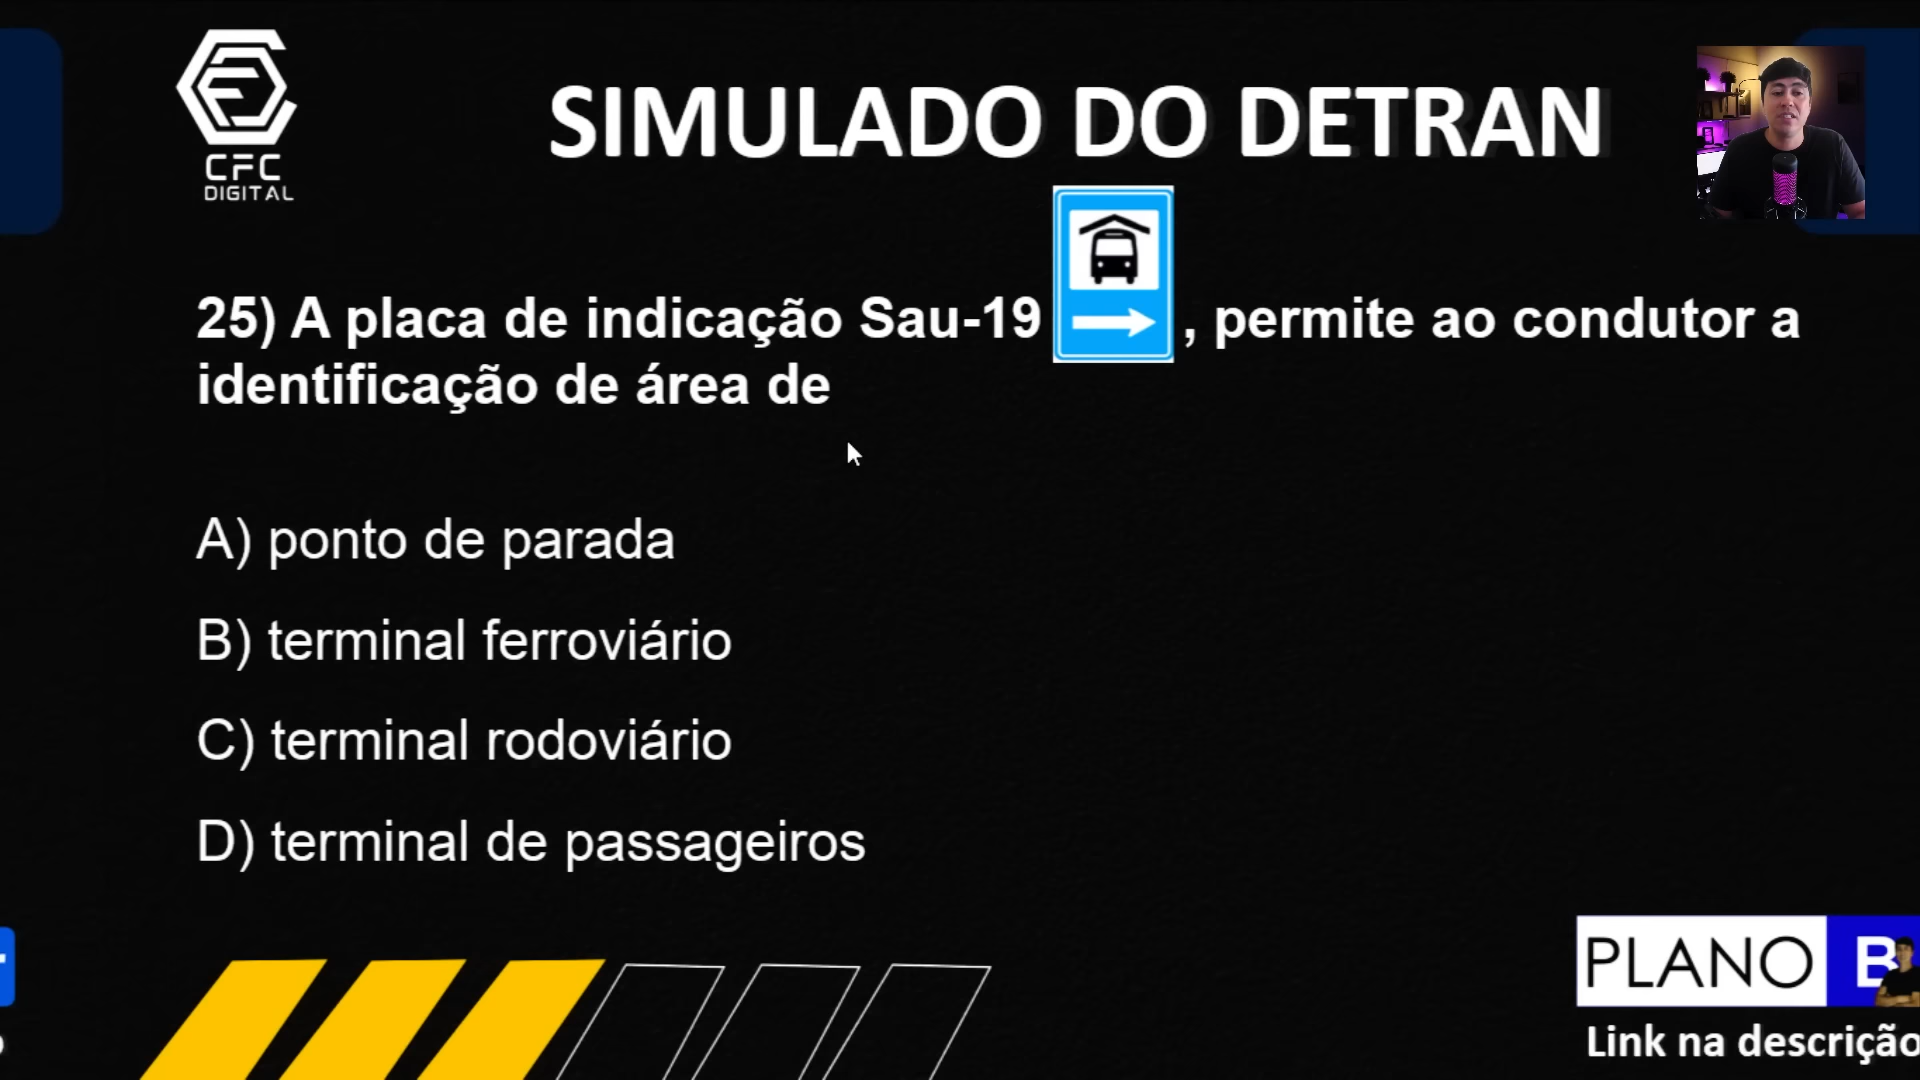 CFC
DIGITAL
SIMULADO DO DETRAN
25) A placa de indicação Sau-19 , permite ao condutor a
identificação de área de
A) ponto de parada
B) terminal ferroviário
C) terminal rodoviário
D) terminal de passageiros
PLANO B
Link na descrição